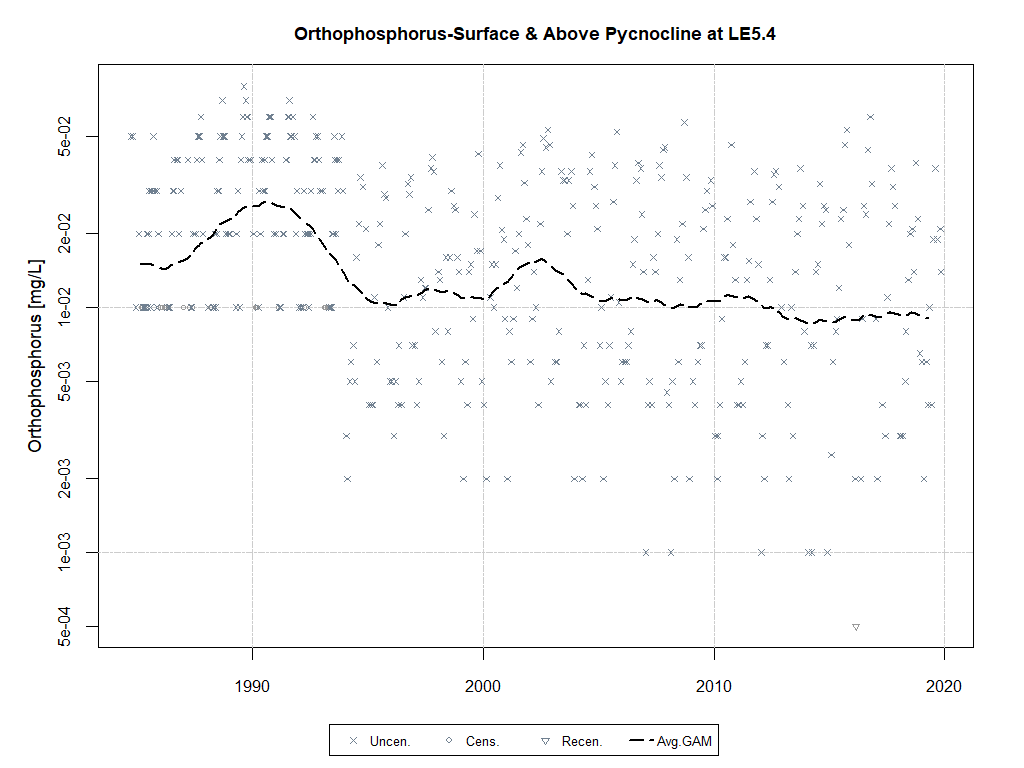 Orthophosphorus-Surface & Above Pycnocline at LE5.4
Orthophosphorus [mg/L]
5e-02
2e-02
1e-02
5e-03
2e-03
1e-03
5e-04
1990 2000 2010 2020
Uncen. Cens. Recen. Avg.GAM